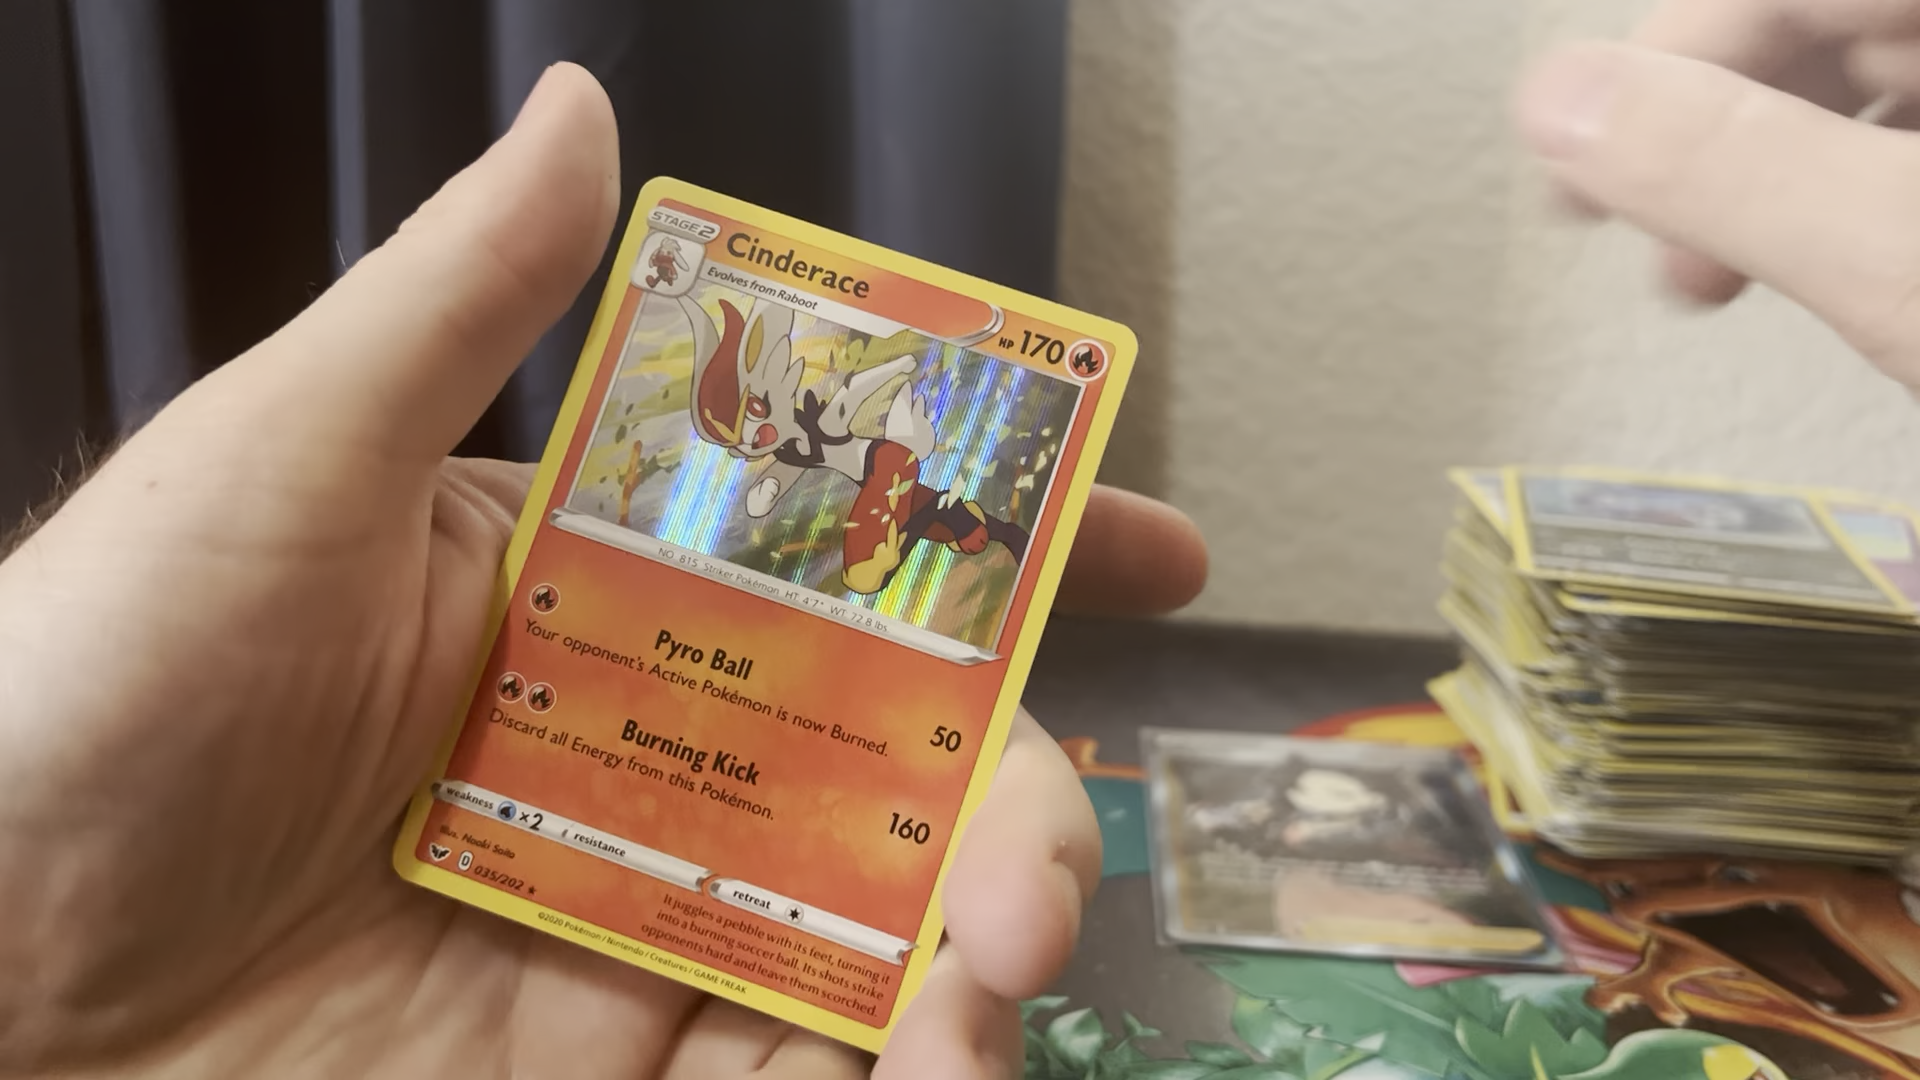 STAGE 2
Cinderace
HP 170
Evolves from Raboot
NO. 815 Striker Pokémon HT 4'7" WT 72.8 lbs.
Pyro Ball
50
Your opponent's Active Pokémon is now Burned.
Burning Kick
160
Discard all Energy from this Pokémon.
weakness ×2
resistance
retreat
Illus. Naoki Saito
D 035/202 ★
It juggles a pebble with its feet, turning it
into a burning soccer ball. Its shots strike
opponents hard and leave them scorched.
©2020 Pokémon / Nintendo / Creatures / GAME FREAK